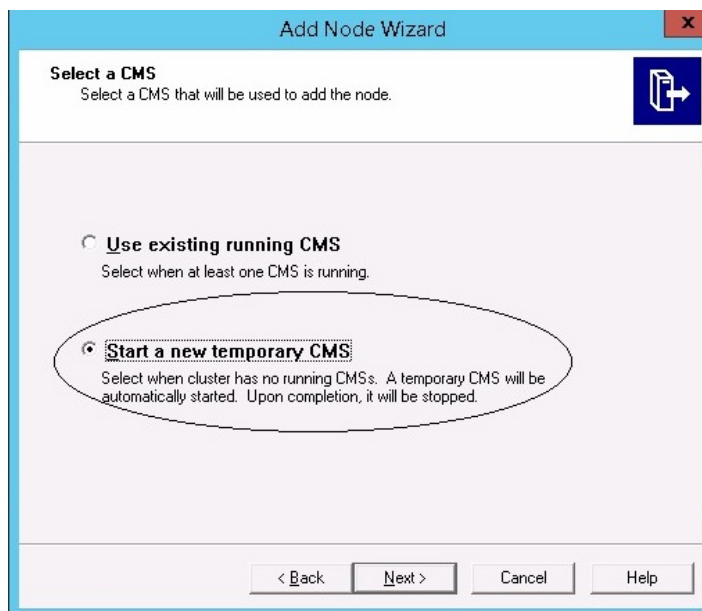 Add Node Wizard
x
Select a CMS
Select a CMS that will be used to add the node.
Use existing running CMS
Select when at least one CMS is running.
Start a new temporary CMS
Select when cluster has no running CMSs. A temporary CMS will be
automatically started. Upon completion, it will be stopped.
< Back
Next >
Cancel
Help